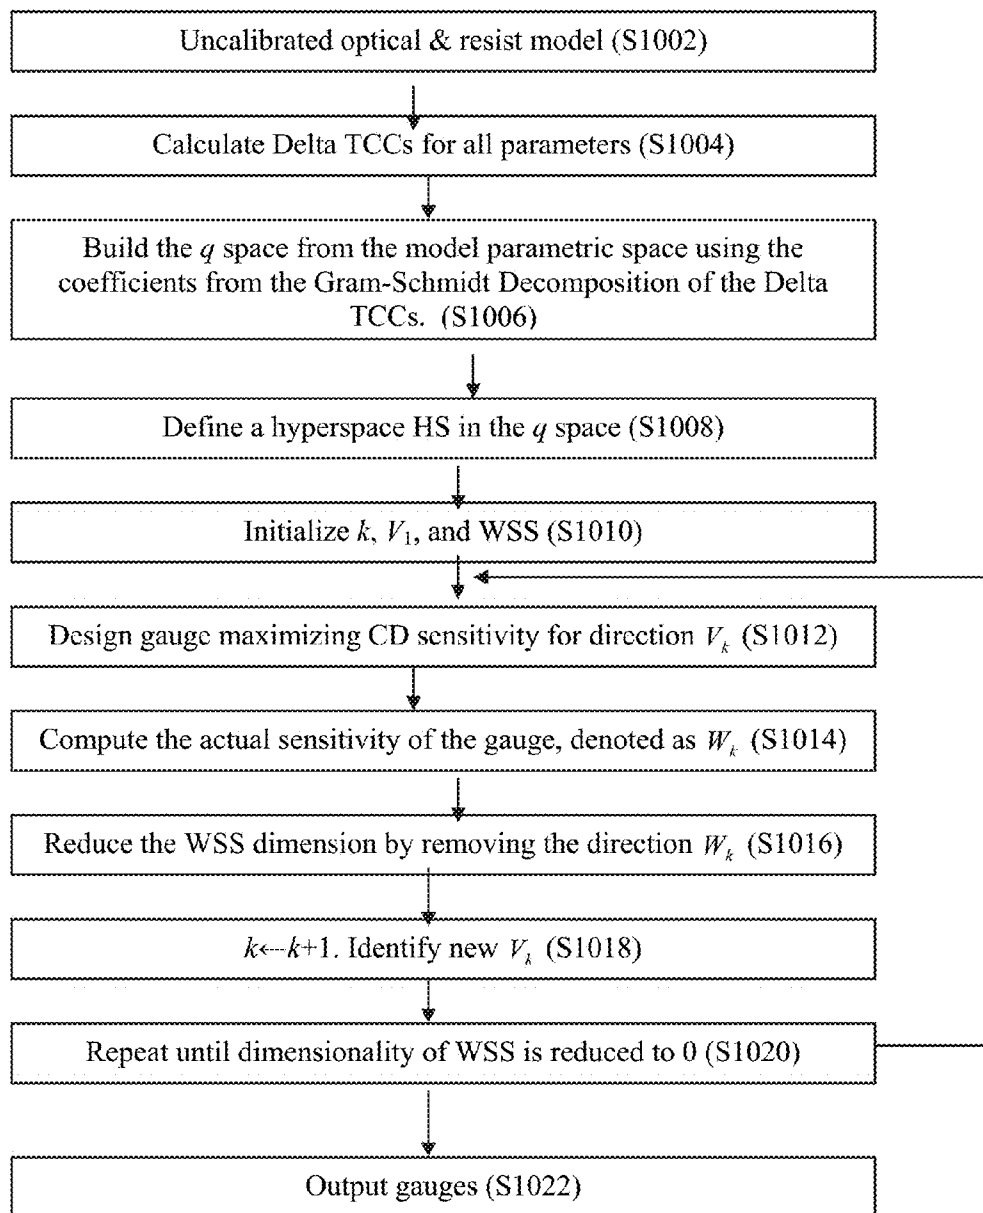 Uncalibrated optical & resist model (S1002)
Calculate Delta TCCs for all parameters (S1004)
Build the q space from the model parametric space using the
coefficients from the Gram-Schmidt Decomposition of the Delta
TCCs. (S1006)
Define a hyperspace HS in the q space (S1008)
Initialize k, V₁, and WSS (S1010)
Design gauge maximizing CD sensitivity for direction Vₖ (S1012)
Compute the actual sensitivity of the gauge, denoted as Wₖ (S1014)
Reduce the WSS dimension by removing the direction Wₖ (S1016)
k←k+1. Identify new Vₖ (S1018)
Repeat until dimensionality of WSS is reduced to 0 (S1020)
Output gauges (S1022)